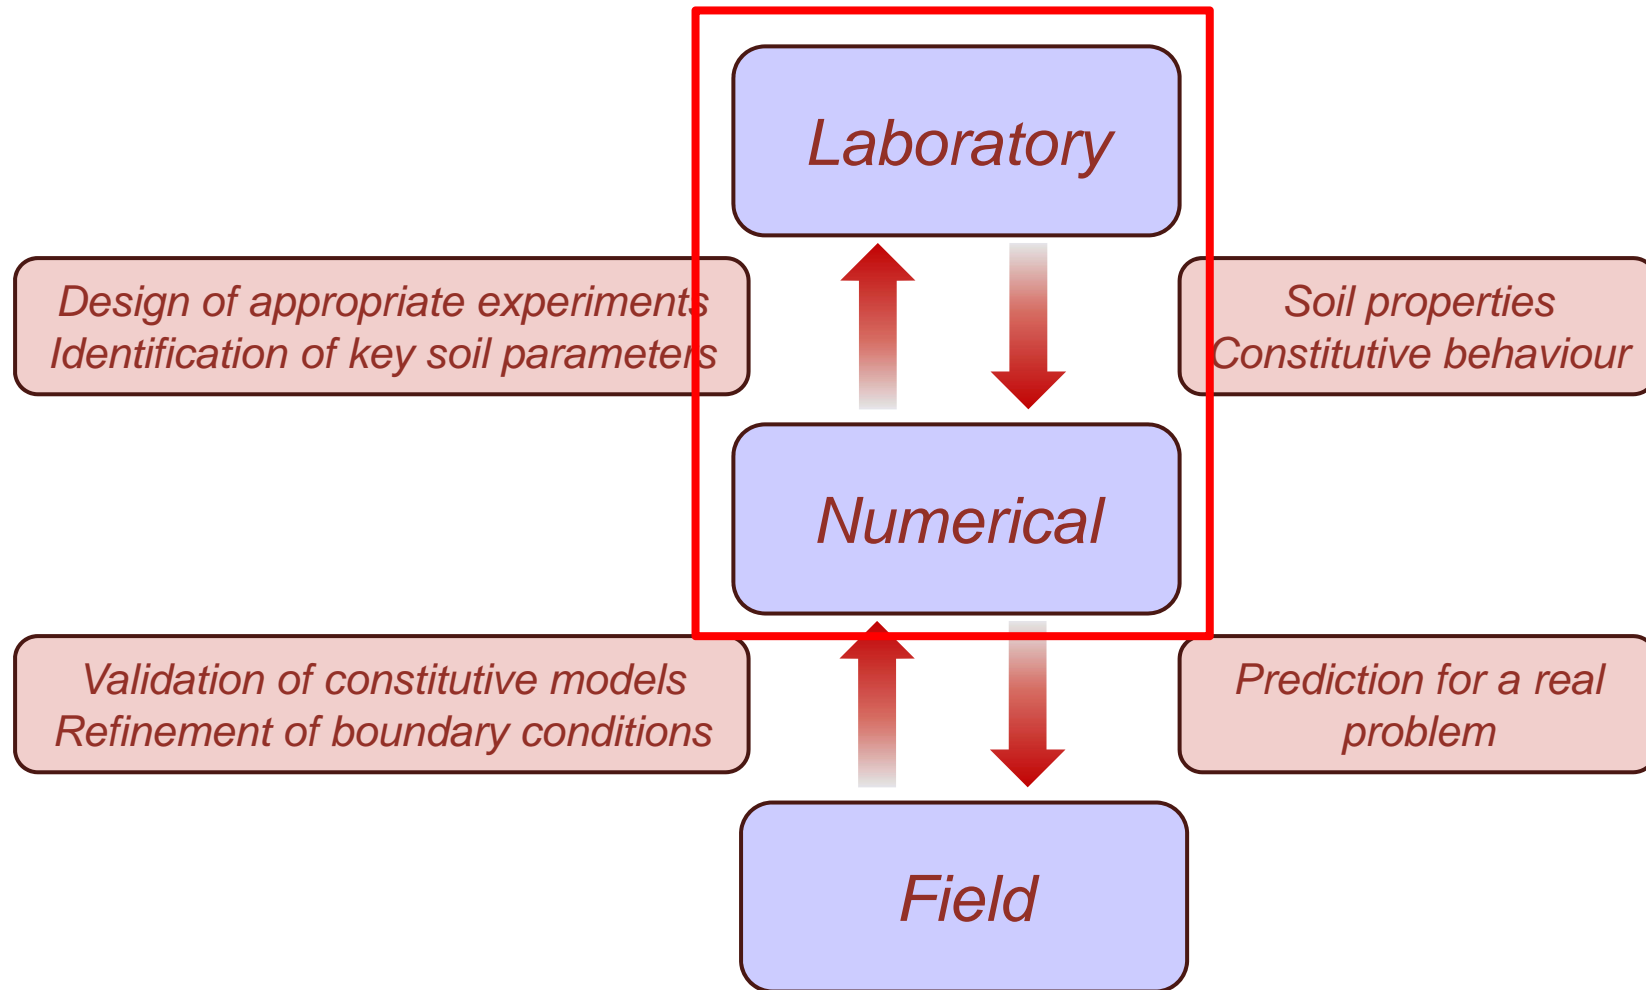 Laboratory
Design of appropriate experiments
Identification of key soil parameters
Soil properties
Constitutive behaviour
Numerical
Validation of constitutive models
Refinement of boundary conditions
Prediction for a real
problem
Field